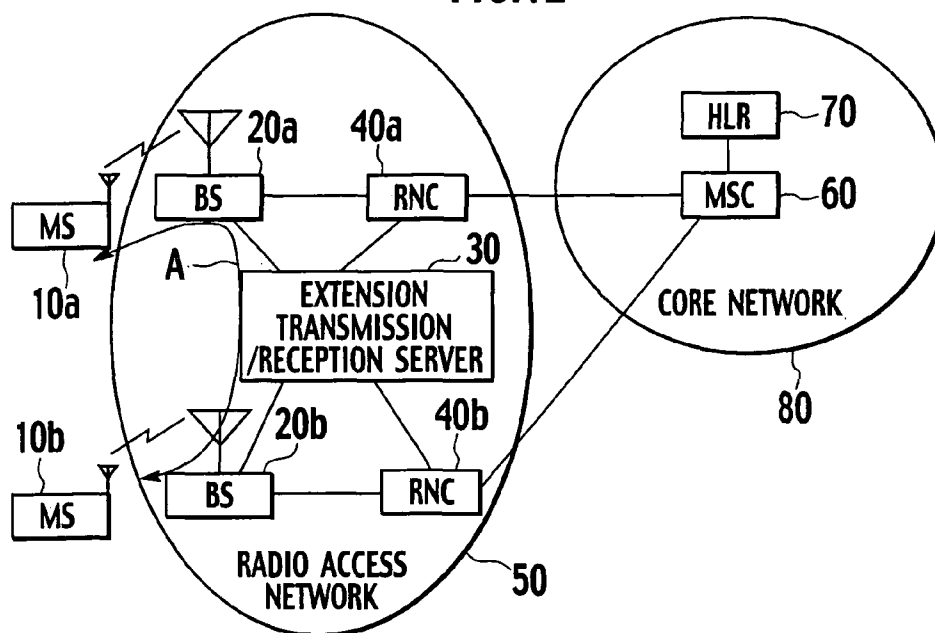 20a
40a
HLR
70
BS
RNC
MSC
60
MS
10a
A
30
EXTENSION
TRANSMISSION
/RECEPTION SERVER
CORE NETWORK
80
10b
20b
40b
MS
BS
RNC
RADIO ACCESS
NETWORK
50